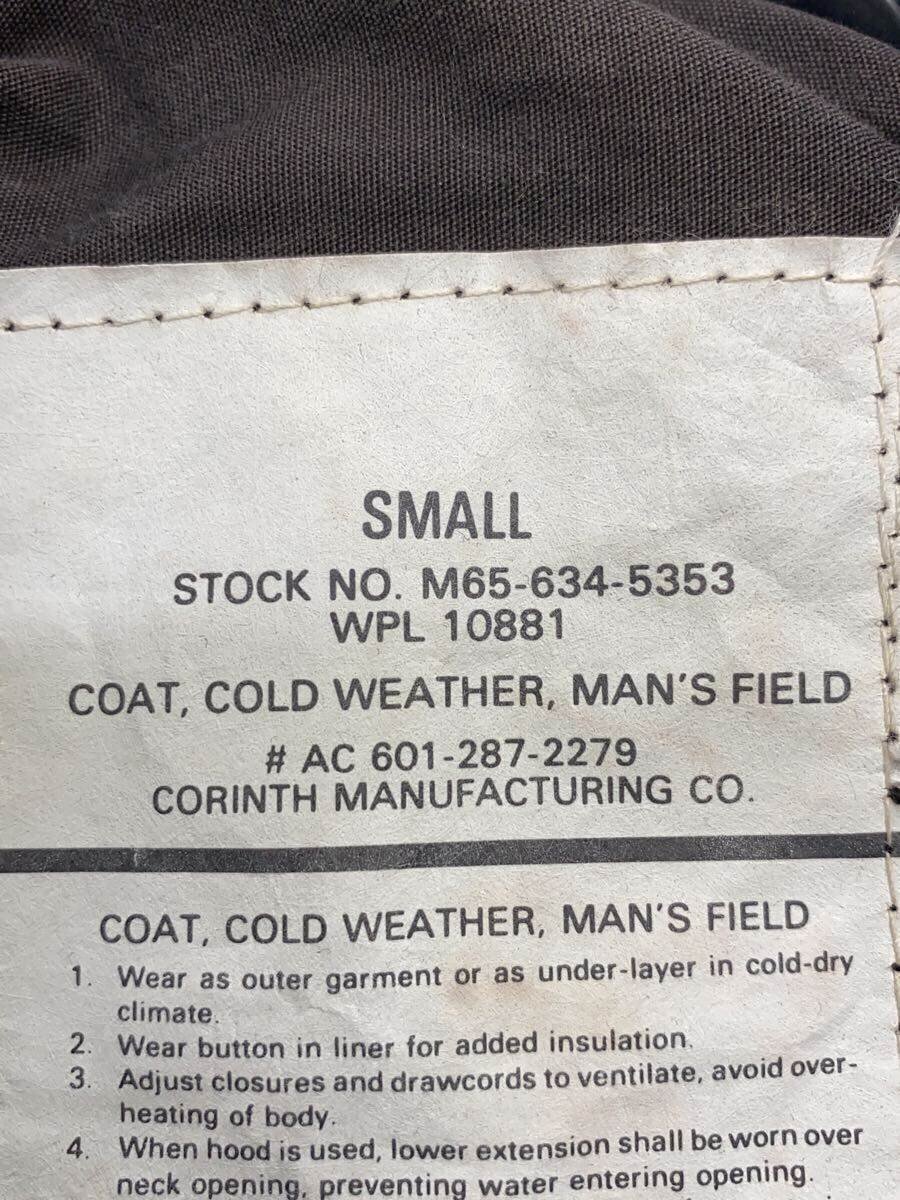 SMALL
STOCK NO. M65-634-5353
WPL 10881
COAT, COLD WEATHER, MAN'S FIELD
# AC 601-287-2279
CORINTH MANUFACTURING CO.
COAT, COLD WEATHER, MAN'S FIELD
1. Wear as outer garment or as under-layer in cold-dry
climate.
2. Wear button in liner for added insulation.
3. Adjust closures and drawcords to ventilate, avoid over-
heating of body.
4. When hood is used, lower extension shall be worn over
neck opening, preventing water entering opening.